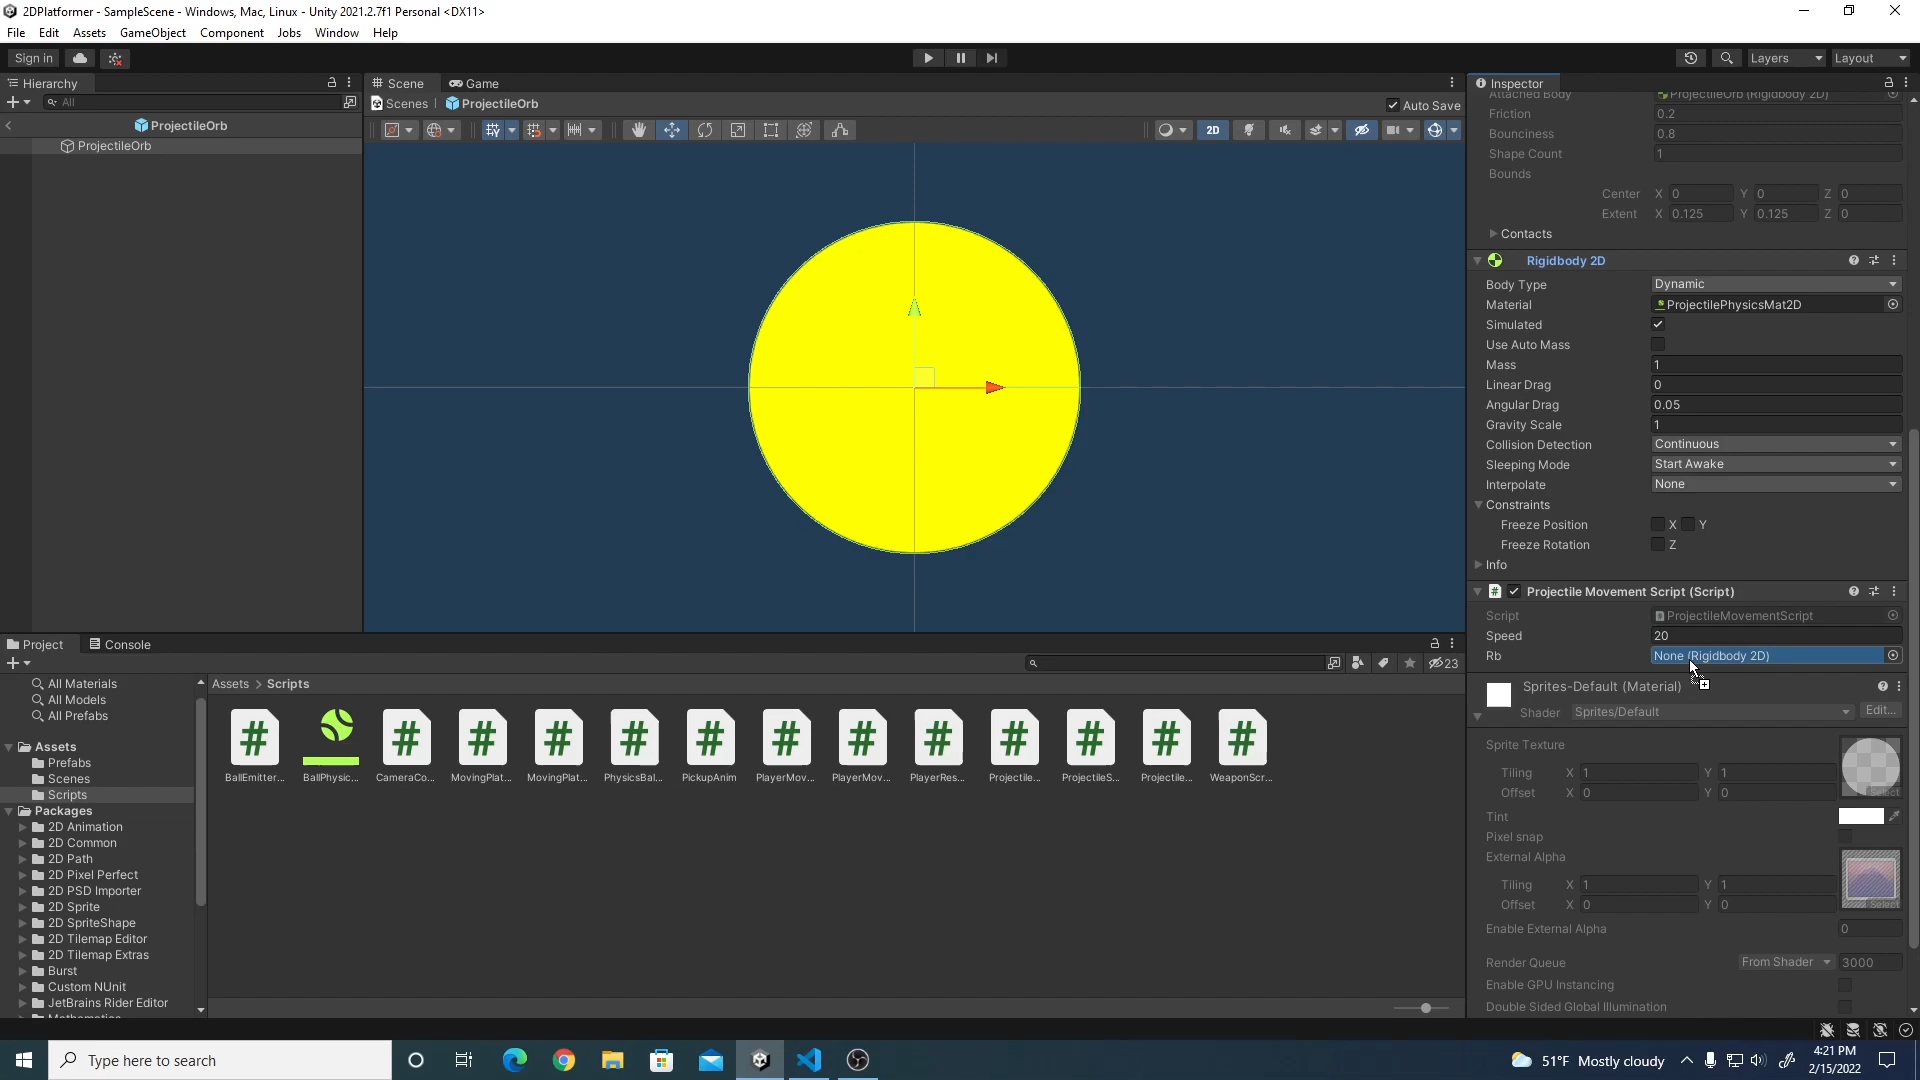 2DPlatformer - SampleScene - Windows, Mac, Linux - Unity 2021.2.7f1 Personal <DX11>
File Edit Assets GameObject Component Jobs Window Help
Sign in
Layers Layout
Hierarchy
All
ProjectileOrb
ProjectileOrb
Scene Game
Scenes ProjectileOrb Auto Save
2D
Inspector
Attached Body ProjectileOrb (Rigidbody 2D)
Friction 0.2
Bounciness 0.8
Shape Count 1
Bounds
Center X 0 Y 0 Z 0
Extent X 0.125 Y 0.125 Z 0
Contacts
Rigidbody 2D
Body Type Dynamic
Material ProjectilePhysicsMat2D
Simulated
Use Auto Mass
Mass 1
Linear Drag 0
Angular Drag 0.05
Gravity Scale 1
Collision Detection Continuous
Sleeping Mode Start Awake
Interpolate None
Constraints
Freeze Position X Y
Freeze Rotation Z
Info
Projectile Movement Script (Script)
Script ProjectileMovementScript
Speed 20
Rb None (Rigidbody 2D)
Sprites-Default (Material)
Shader Sprites/Default Edit...
Sprite Texture
Tiling X 1 Y 1
Offset X 0 Y 0
Select
Tint
Pixel snap
External Alpha
Tiling X 1 Y 1
Offset X 0 Y 0
Select
Enable External Alpha 0
Render Queue From Shader 3000
Enable GPU Instancing
Double Sided Global Illumination
Project Console
23
All Materials
All Models
All Prefabs
Assets
Prefabs
Scenes
Scripts
Packages
2D Animation
2D Common
2D Path
2D Pixel Perfect
2D PSD Importer
2D Sprite
2D SpriteShape
2D Tilemap Editor
2D Tilemap Extras
Burst
Custom NUnit
JetBrains Rider Editor
Mathematics
Assets > Scripts
BallEmitter... BallPhysic... CameraCo... MovingPlat... MovingPlat... PhysicsBal... PickupAnim PlayerMov... PlayerMov... PlayerRes... Projectile... ProjectileS... Projectile... WeaponScr...
Type here to search
51°F Mostly cloudy
4:21 PM
2/15/2022